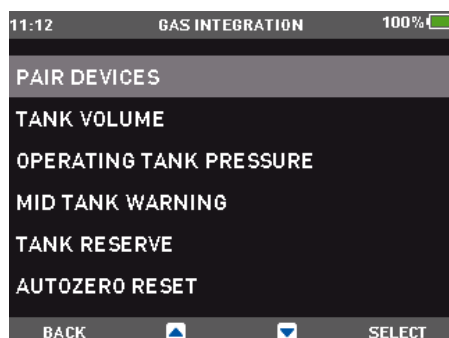 11:12 GAS INTEGRATION 100%
PAIR DEVICES
TANK VOLUME
OPERATING TANK PRESSURE
MID TANK WARNING
TANK RESERVE
AUTOZERO RESET
BACK SELECT